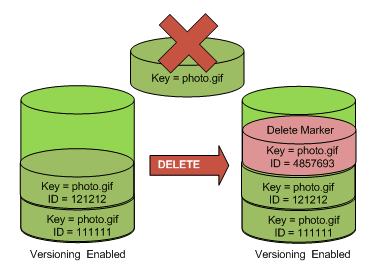 Key = photo.gif
Key = photo.gif
ID = 121212
Key = photo.gif
ID = 111111
Versioning Enabled
DELETE
Delete Marker
Key = photo.gif
ID = 4857693
Key = photo.gif
ID = 121212
Key = photo.gif
ID = 111111
Versioning Enabled